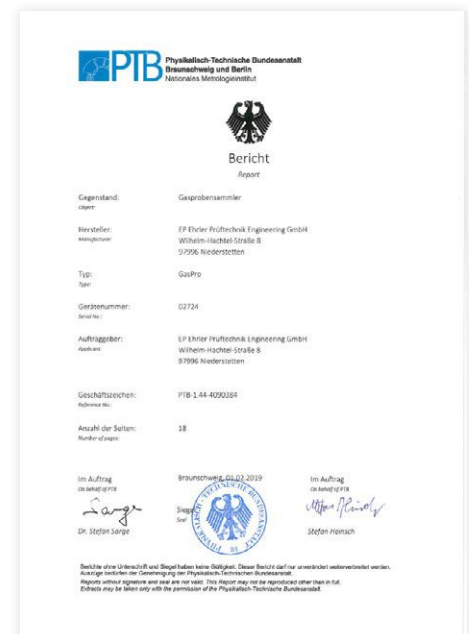 PTB
Physikalisch-Technische Bundesanstalt
Braunschweig und Berlin
Nationales Metrologieinstitut
Bericht
Report
Gegenstand: Gasprobensammler
Object:
Hersteller: EP Ehrler Prüftechnik Engineering GmbH
Manufacturer: Wilhelm-Hachtel-Straße 8
97996 Niederstetten
Typ: GasPro
Type:
Gerätenummer: 02724
Serial No.:
Auftraggeber: EP Ehrler Prüftechnik Engineering GmbH
Applicant: Wilhelm-Hachtel-Straße 8
97996 Niederstetten
Geschäftszeichen: PTB-1.44-4090384
Reference No.:
Anzahl der Seiten: 18
Number of pages:
Im Auftrag Braunschweig, 01.02.2019 Im Auftrag
On behalf of PTB On behalf of PTB
Siegel
Seal
PHYSIKALISCH-TECHNISCHE BUNDESANSTALT
Dr. Stefan Sarge Stefan Heinsch
Berichte ohne Unterschrift und Siegel haben keine Gültigkeit. Dieser Bericht darf nur unverändert weiterverbreitet werden.
Auszüge bedürfen der Genehmigung der Physikalisch-Technischen Bundesanstalt.
Reports without signature and seal are not valid. This Report may not be reproduced other than in full.
Extracts may be taken only with the permission of the Physikalisch-Technische Bundesanstalt.